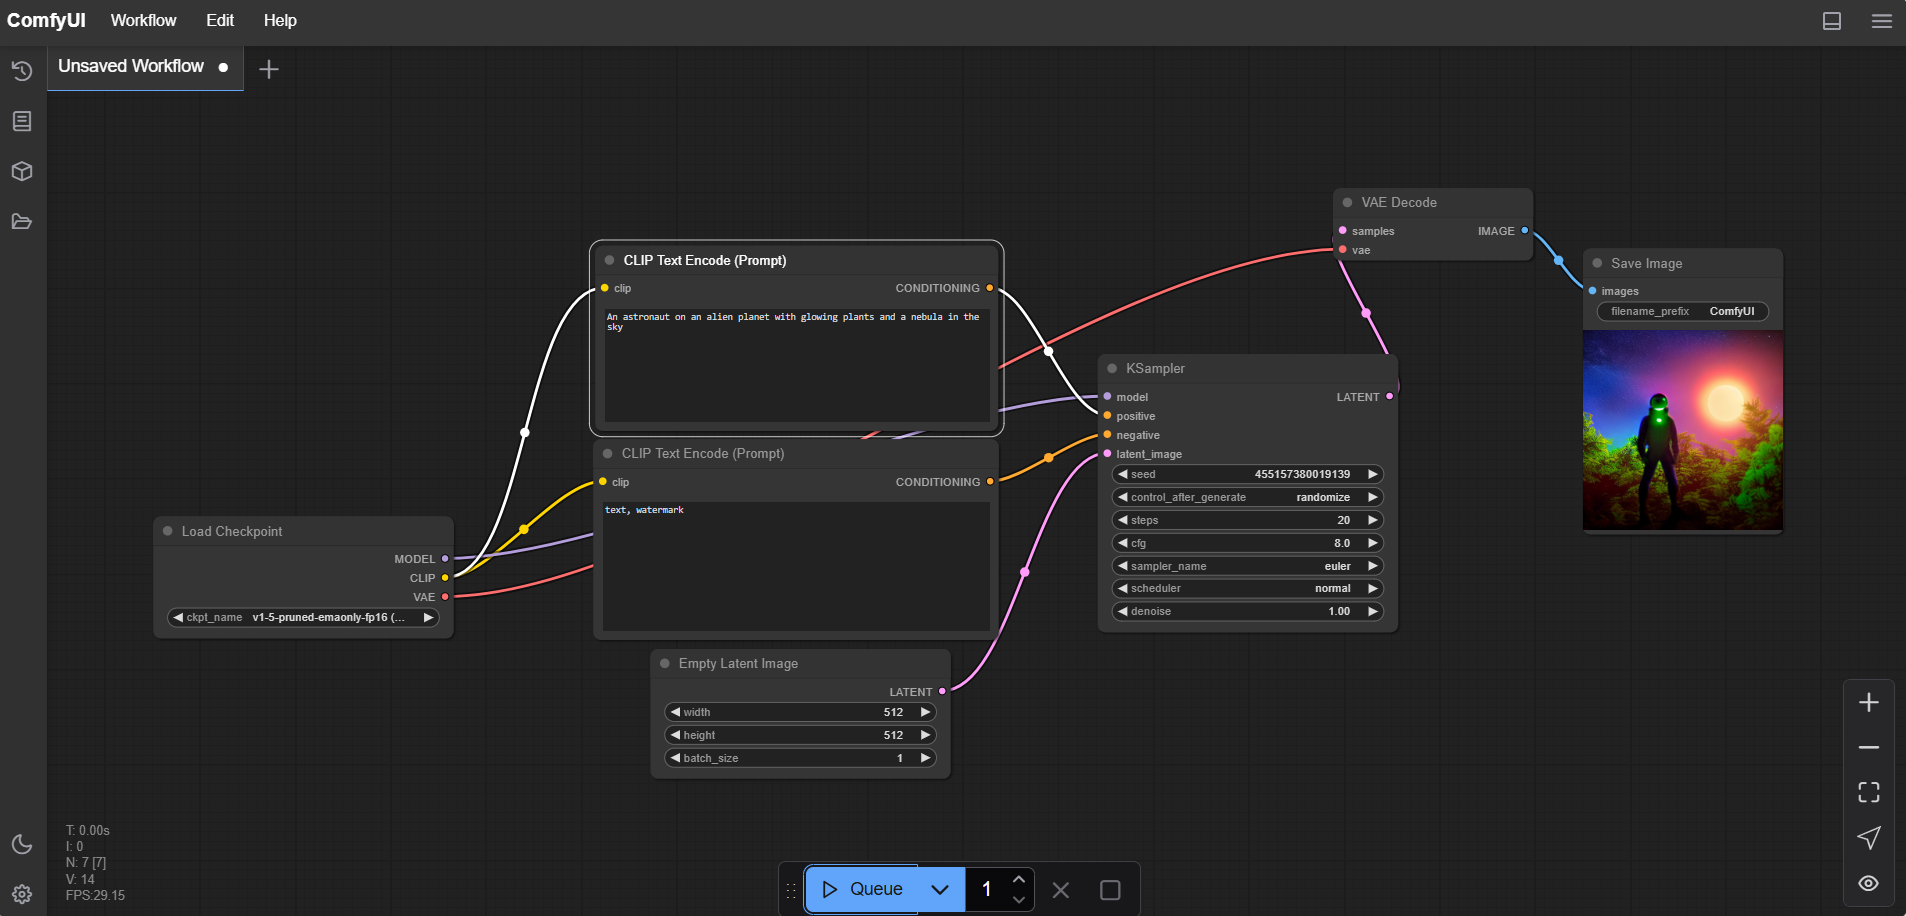 ComfyUI Workflow Edit Help
Unsaved Workflow
VAE Decode
samples IMAGE
vae
CLIP Text Encode (Prompt)
clip CONDITIONING
An astronaut on an alien planet with glowing plants and a nebula in the
sky
Save Image
images
filename_prefix ComfyUI
KSampler
model LATENT
positive
negative
latent_image
seed 455157380019139
control_after_generate randomize
steps 20
cfg 8.0
sampler_name euler
scheduler normal
denoise 1.00
CLIP Text Encode (Prompt)
clip CONDITIONING
text, watermark
Load Checkpoint
MODEL
CLIP
VAE
ckpt_name v1-5-pruned-emaonly-fp16 (...
Empty Latent Image
LATENT
width 512
height 512
batch_size 1
T: 0.00s
I: 0
N: 7 [7]
V: 14
FPS:29.15
Queue 1